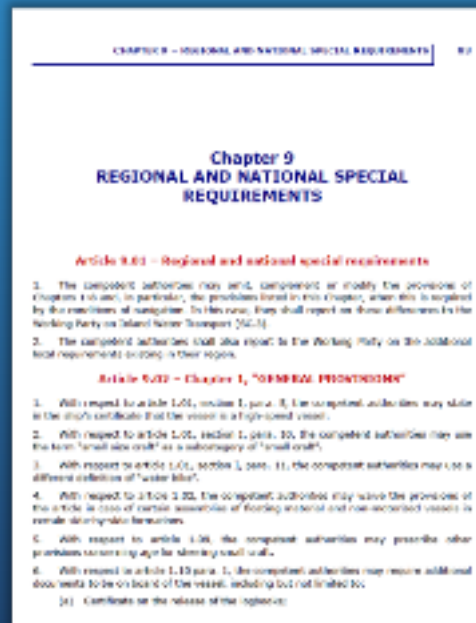 CHAPTER 9 – REGIONAL AND NATIONAL SPECIAL REQUIREMENTS
Chapter 9
REGIONAL AND NATIONAL SPECIAL
REQUIREMENTS
Article 9.01 – Regional and national special requirements
1. The competent authorities may omit, complement or modify the provisions of
Chapters 1-8 and, in particular, the provisions listed in this Chapter, when this is required
by the conditions of navigation. In this case, they shall report on these differences to the
Working Party on Inland Water Transport (SC.3).
2. The competent authorities shall also report to the Working Party on the additional
local requirements existing in their region.
Article 9.02 – Chapter 1, "GENERAL PROVISIONS"
1. With respect to article 1.01, section I, para. 9, the competent authorities may state
in the ship's certificate that the vessel is a high-speed vessel.
2. With respect to article 1.01, section I, para. 10, the competent authorities may use
the term "small size craft" as a subcategory of "small craft".
3. With respect to article 1.01, section I, para. 11, the competent authorities may use a
different definition of "water bike".
4. With respect to article 1.02, the competent authorities may waive the provisions of
the article in case of certain assemblies of floating material and non-motorised vessels in
certain side-by-side formations.
5. With respect to article 1.09, the competent authorities may prescribe other
provisions concerning age for steering small craft.
6. With respect to article 1.10 para. 1, the competent authorities may require additional
documents to be on board of the vessel, including but not limited to:
(a) Certificate on the release of the logbooks;